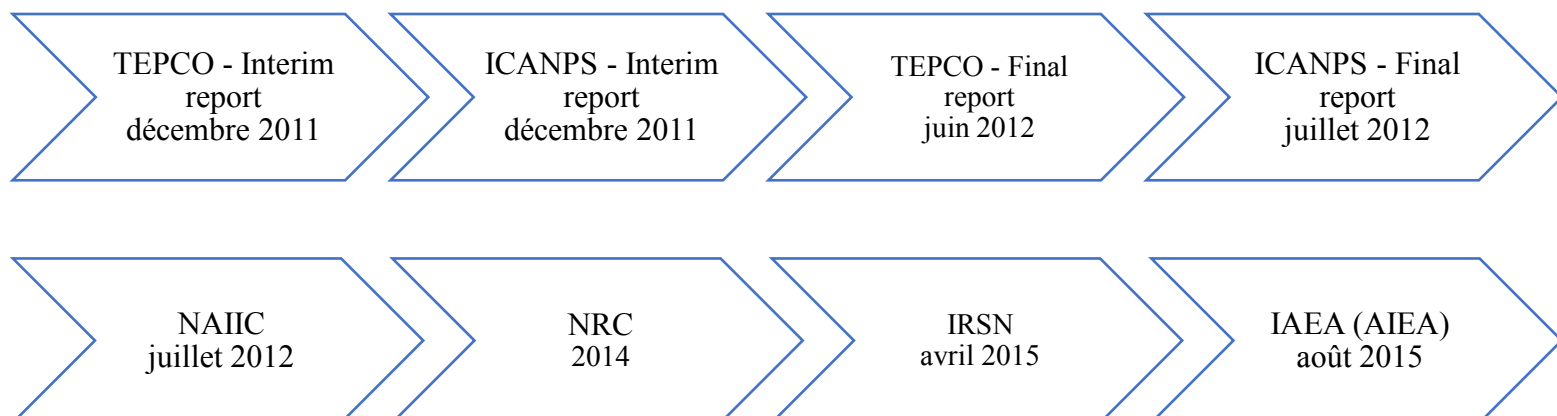 TEPCO - Interim
report
décembre 2011
ICANPS - Interim
report
décembre 2011
TEPCO - Final
report
juin 2012
ICANPS - Final
report
juillet 2012
NAIIC
juillet 2012
NRC
2014
IRSN
avril 2015
IAEA (AIEA)
août 2015